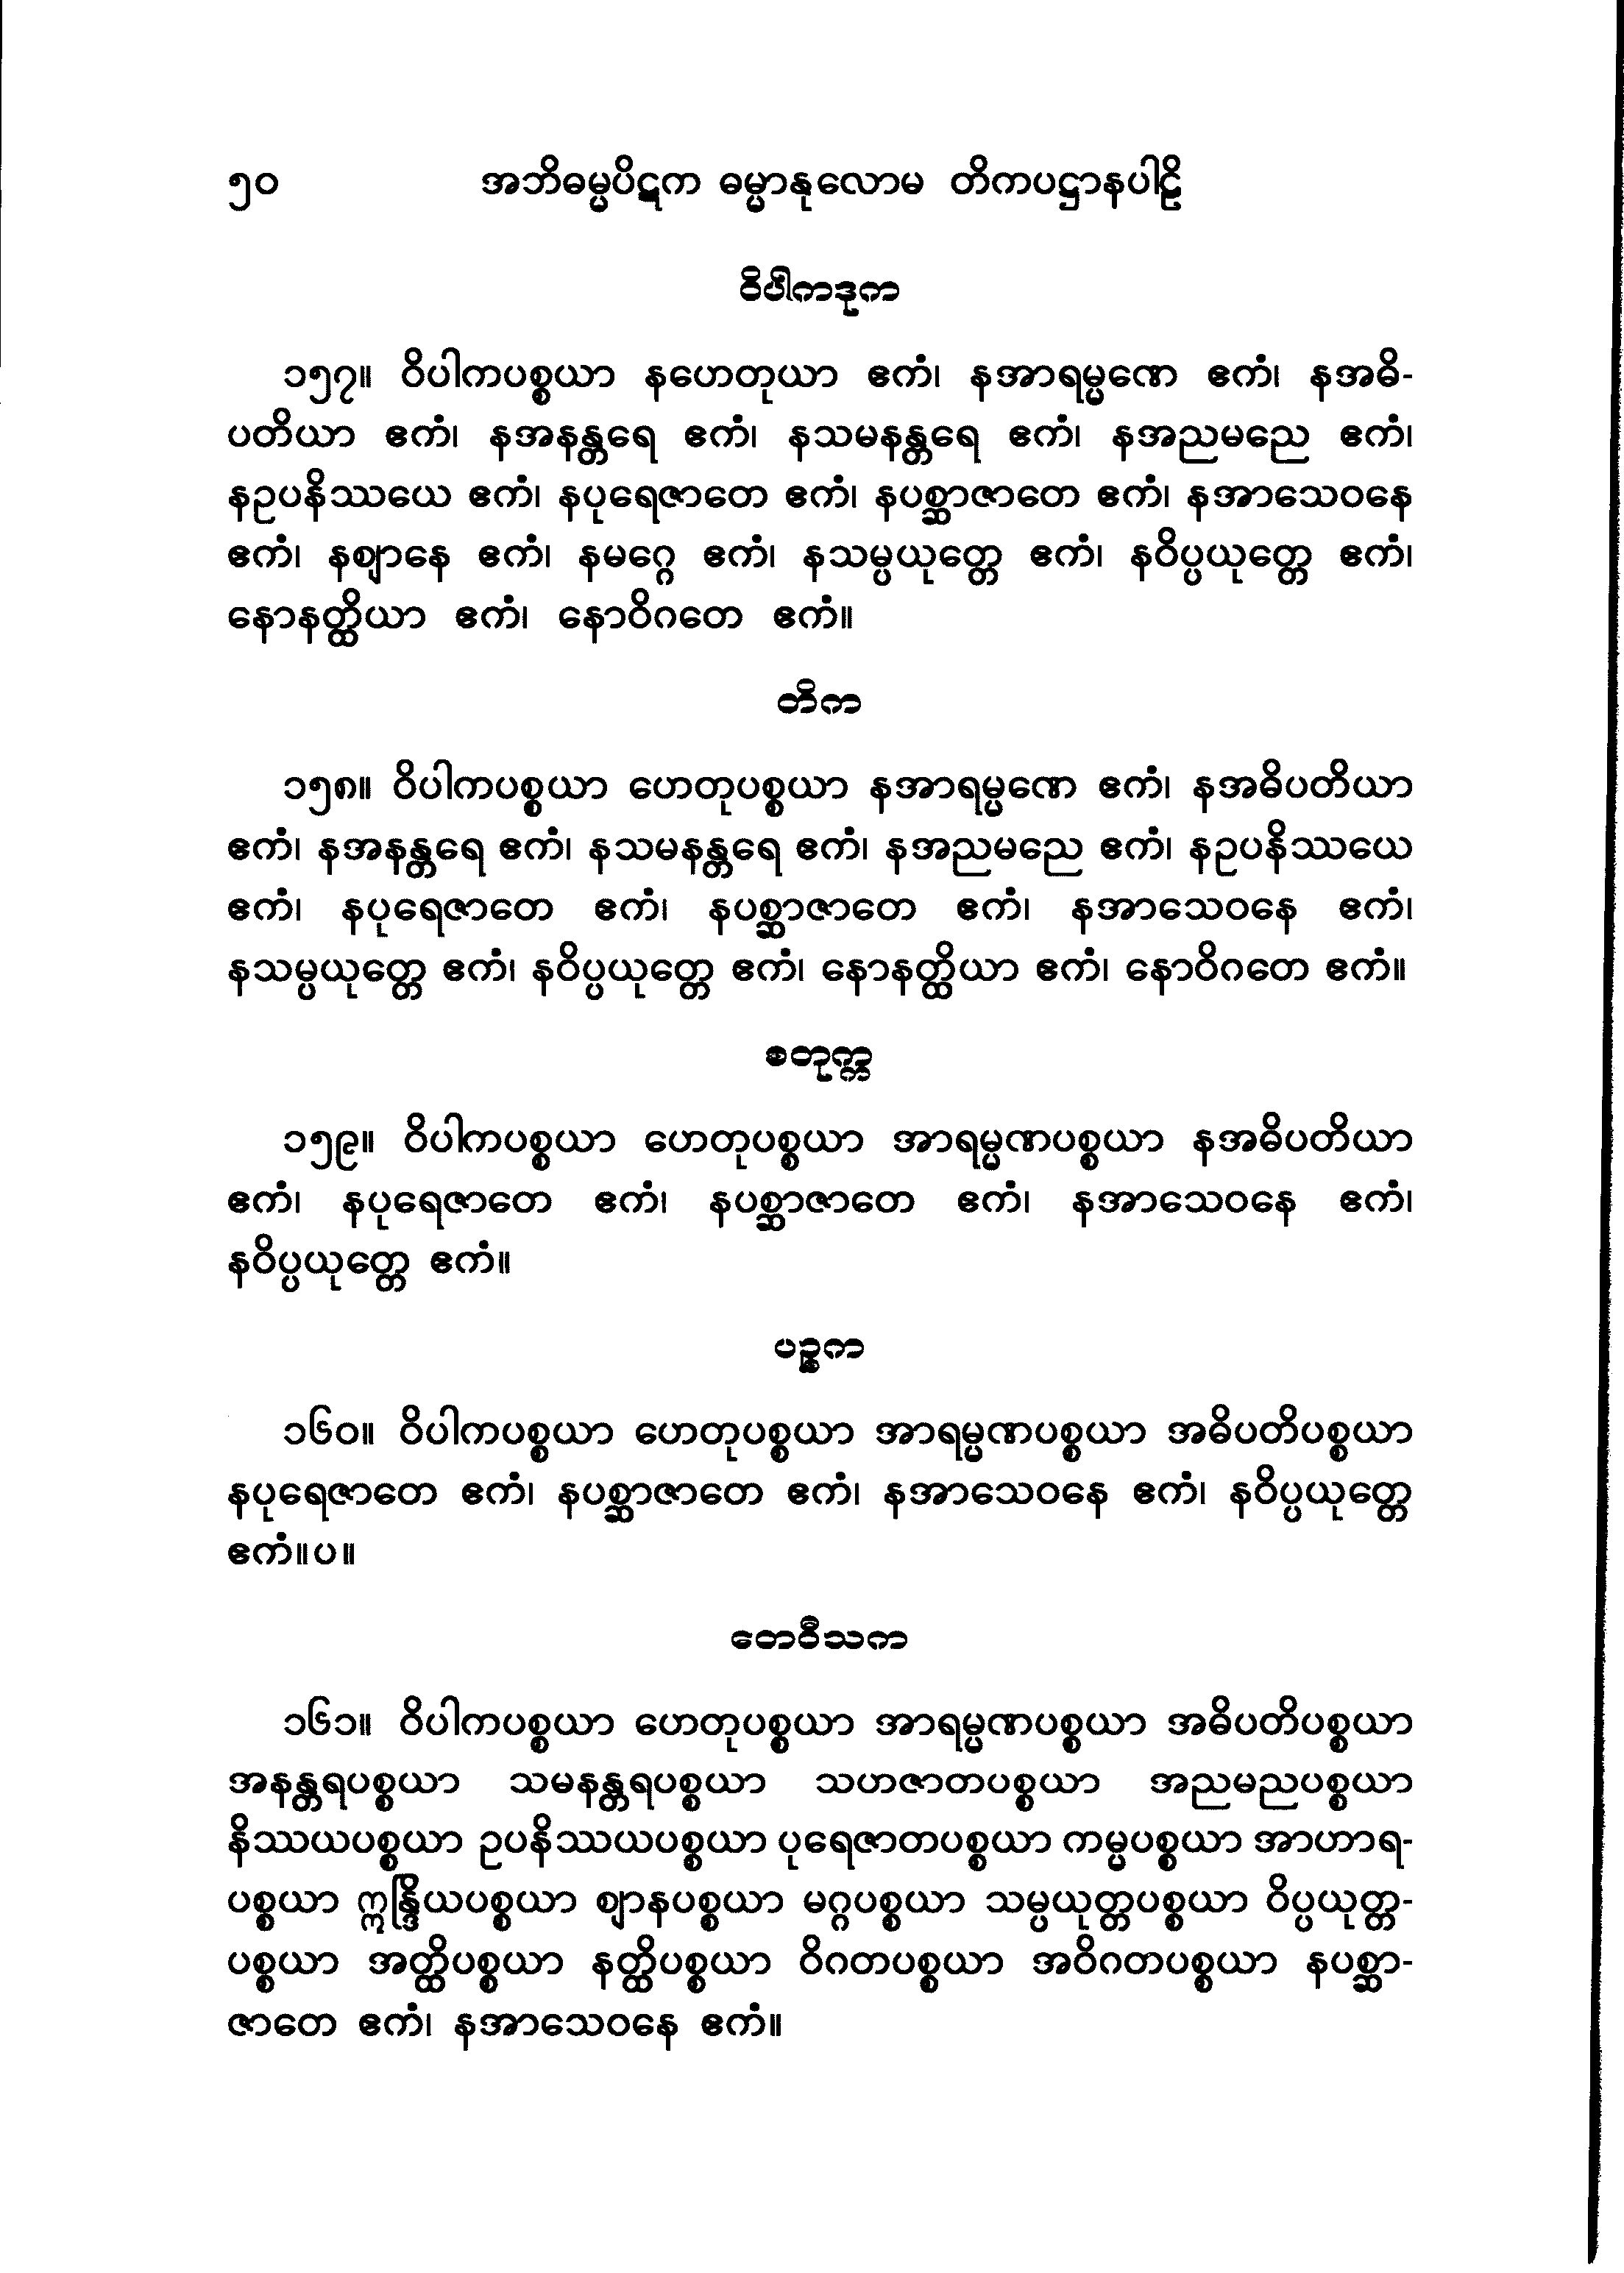 ၅၀ အဘိဓမ္မပိဋက ဓမ္မာနုလောမ တိကပဋ္ဌာနပါဠိ
ဝိပါကဒုက
၁၅၇။ ဝိပါကပစ္စယာ နဟေတုယာ ဧကံ၊ နအာရမ္မဏေ ဧကံ၊ နအဓိ-
ပတိယာ ဧကံ၊ နအနန္တရေ ဧကံ၊ နသမနန္တရေ ဧကံ၊ နအညမညေ ဧကံ၊
နဥပနိဿယေ ဧကံ၊ နပုရေဇာတေ ဧကံ၊ နပစ္ဆာဇာတေ ဧကံ၊ နအာသေဝနေ
ဧကံ၊ နဈာနေ ဧကံ၊ နမဂ္ဂေ ဧကံ၊ နသမ္ပယုတ္တေ ဧကံ၊ နဝိပ္ပယုတ္တေ ဧကံ၊
နောနတ္ထိယာ ဧကံ၊ နောဝိဂတေ ဧကံ။
တိက
၁၅၈။ ဝိပါကပစ္စယာ ဟေတုပစ္စယာ နအာရမ္မဏေ ဧကံ၊ နအဓိပတိယာ
ဧကံ၊ နအနန္တရေ ဧကံ၊ နသမနန္တရေ ဧကံ၊ နအညမညေ ဧကံ၊ နဥပနိဿယေ
ဧကံ၊ နပုရေဇာတေ ဧကံ၊ နပစ္ဆာဇာတေ ဧကံ၊ နအာသေဝနေ ဧကံ၊
နသမ္ပယုတ္တေ ဧကံ၊ နဝိပ္ပယုတ္တေ ဧကံ၊ နောနတ္ထိယာ ဧကံ၊ နောဝိဂတေ ဧကံ။
စတုက္က
၁၅၉။ ဝိပါကပစ္စယာ ဟေတုပစ္စယာ အာရမ္မဏပစ္စယာ နအဓိပတိယာ
ဧကံ၊ နပုရေဇာတေ ဧကံ၊ နပစ္ဆာဇာတေ ဧကံ၊ နအာသေဝနေ ဧကံ၊
နဝိပ္ပယုတ္တေ ဧကံ။
ပဉ္စက
၁၆၀။ ဝိပါကပစ္စယာ ဟေတုပစ္စယာ အာရမ္မဏပစ္စယာ အဓိပတိပစ္စယာ
နပုရေဇာတေ ဧကံ၊ နပစ္ဆာဇာတေ ဧကံ၊ နအာသေဝနေ ဧကံ၊ နဝိပ္ပယုတ္တေ
ဧကံ။ပ။
တေဝီသက
၁၆၁။ ဝိပါကပစ္စယာ ဟေတုပစ္စယာ အာရမ္မဏပစ္စယာ အဓိပတိပစ္စယာ
အနန္တရပစ္စယာ သမနန္တရပစ္စယာ သဟဇာတပစ္စယာ အညမညပစ္စယာ
နိဿယပစ္စယာ ဥပနိဿယပစ္စယာ ပုရေဇာတပစ္စယာ ကမ္မပစ္စယာ အာဟာရ-
ပစ္စယာ ဣန္ဒြိယပစ္စယာ ဈာနပစ္စယာ မဂ္ဂပစ္စယာ သမ္ပယုတ္တပစ္စယာ ဝိပ္ပယုတ္တ-
ပစ္စယာ အတ္ထိပစ္စယာ နတ္ထိပစ္စယာ ဝိဂတပစ္စယာ အဝိဂတပစ္စယာ နပစ္ဆာ-
ဇာတေ ဧကံ၊ နအာသေဝနေ ဧကံ။